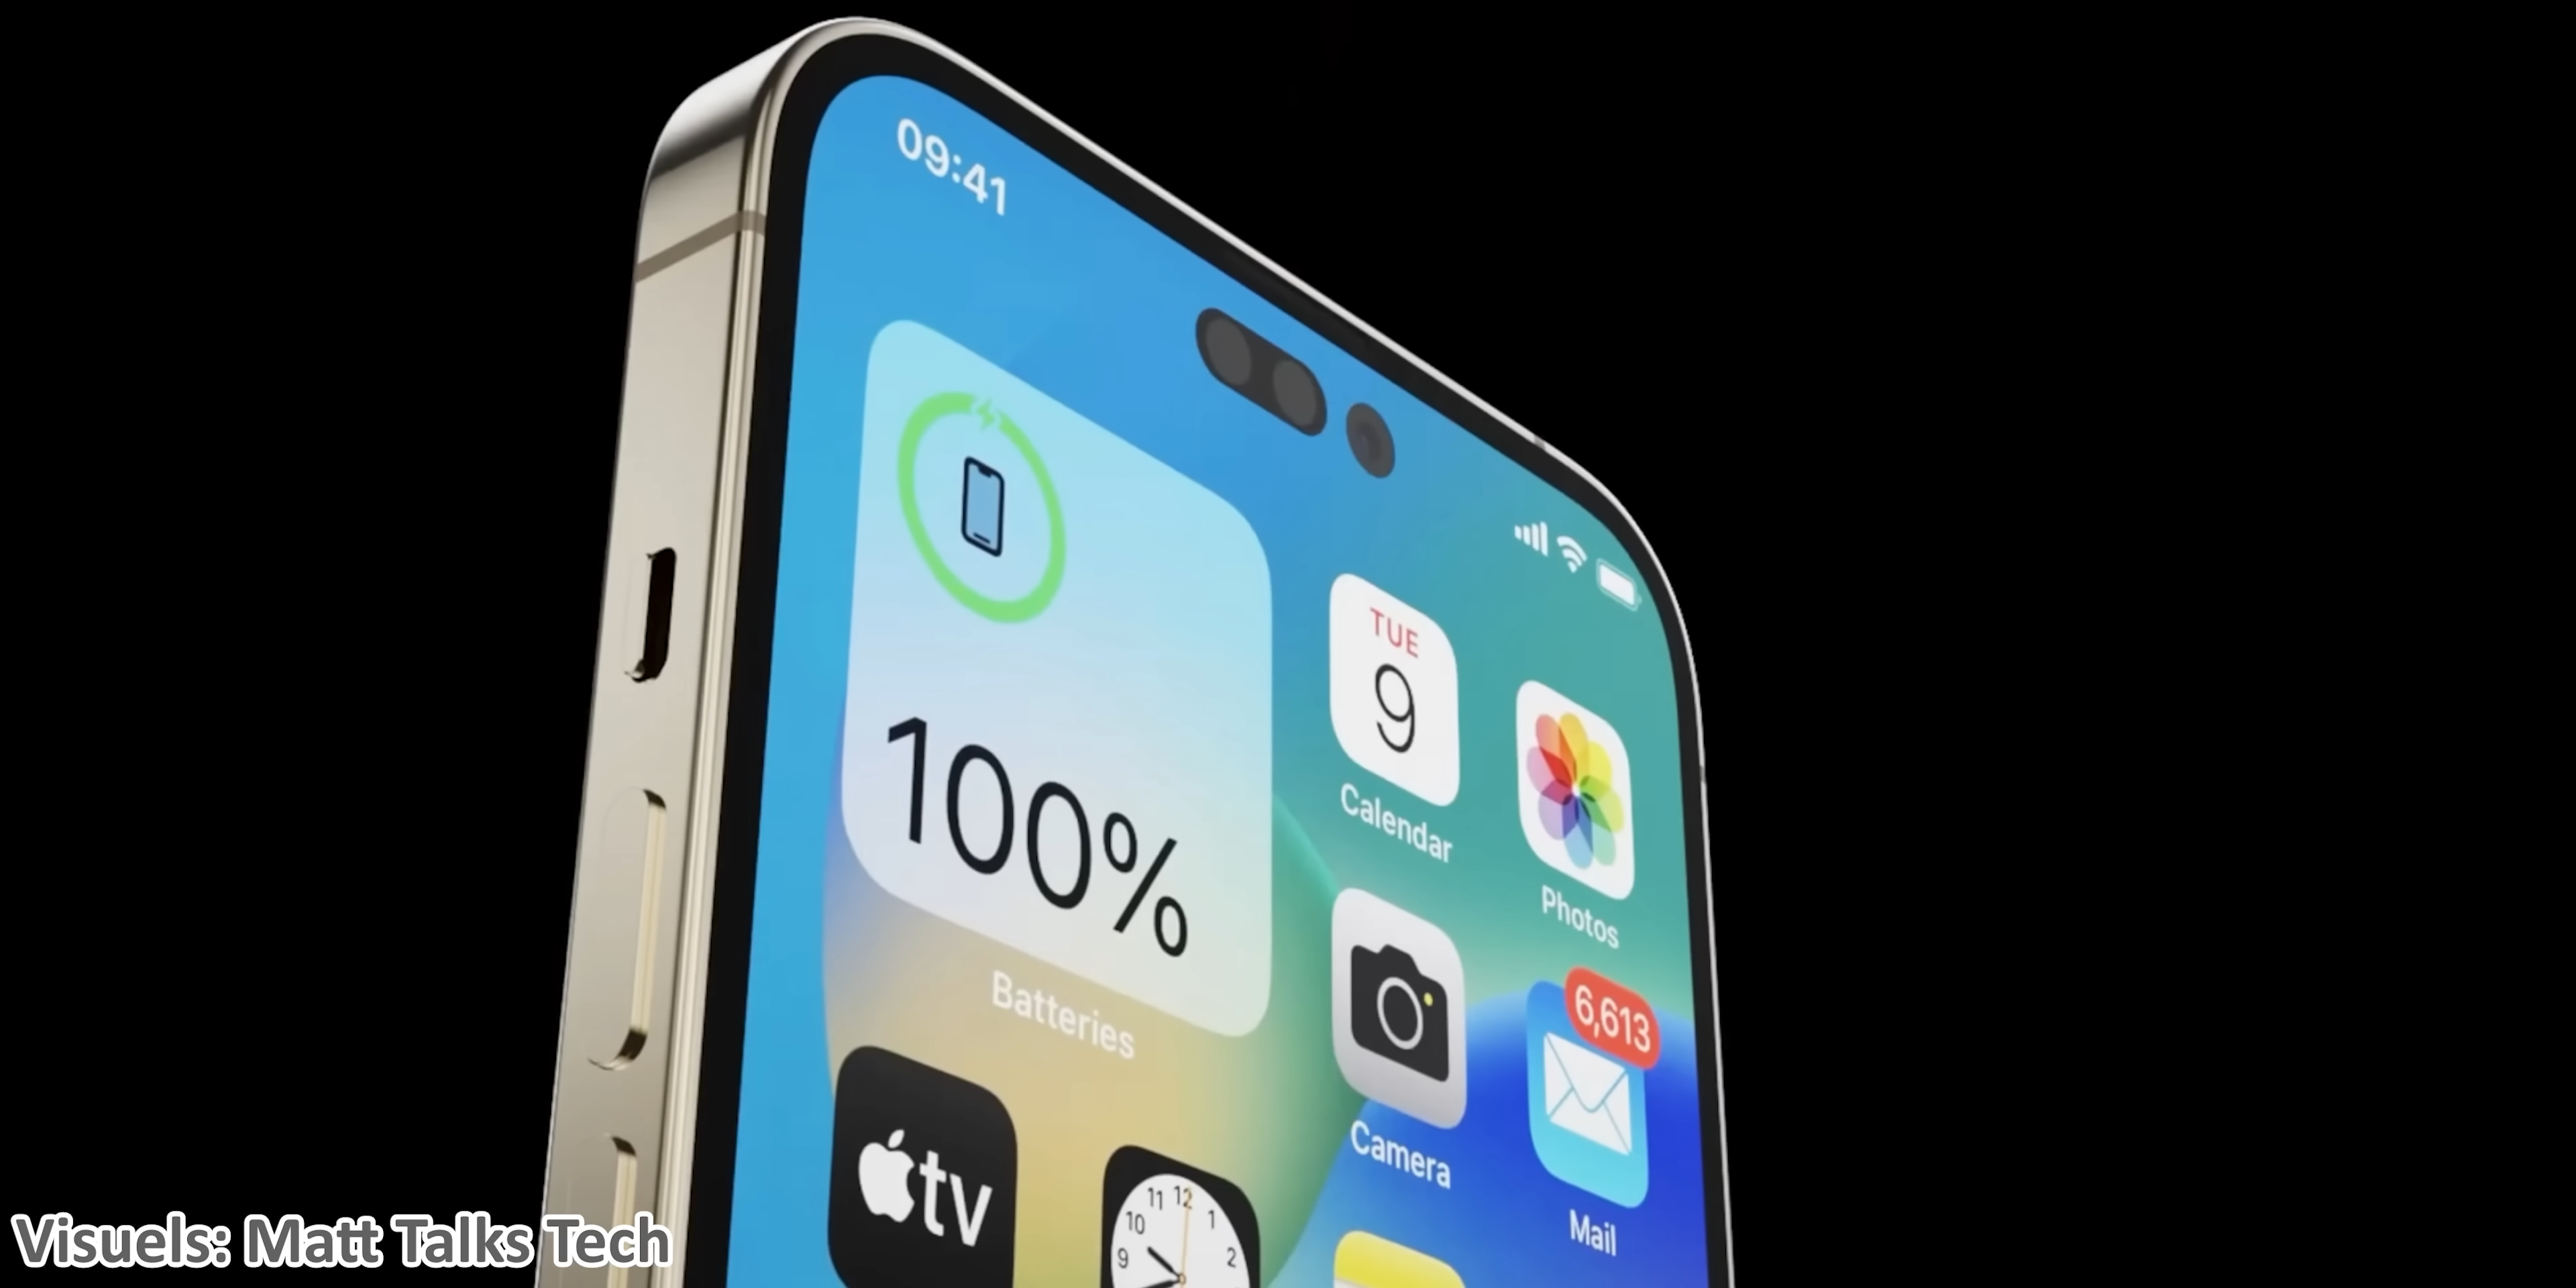 09:41
100%
Batteries
TUE
9
Calendar
Photos
Camera
6,613
Mail
tv
11 12 1
10 2
9
Visuels: Matt Talks Tech